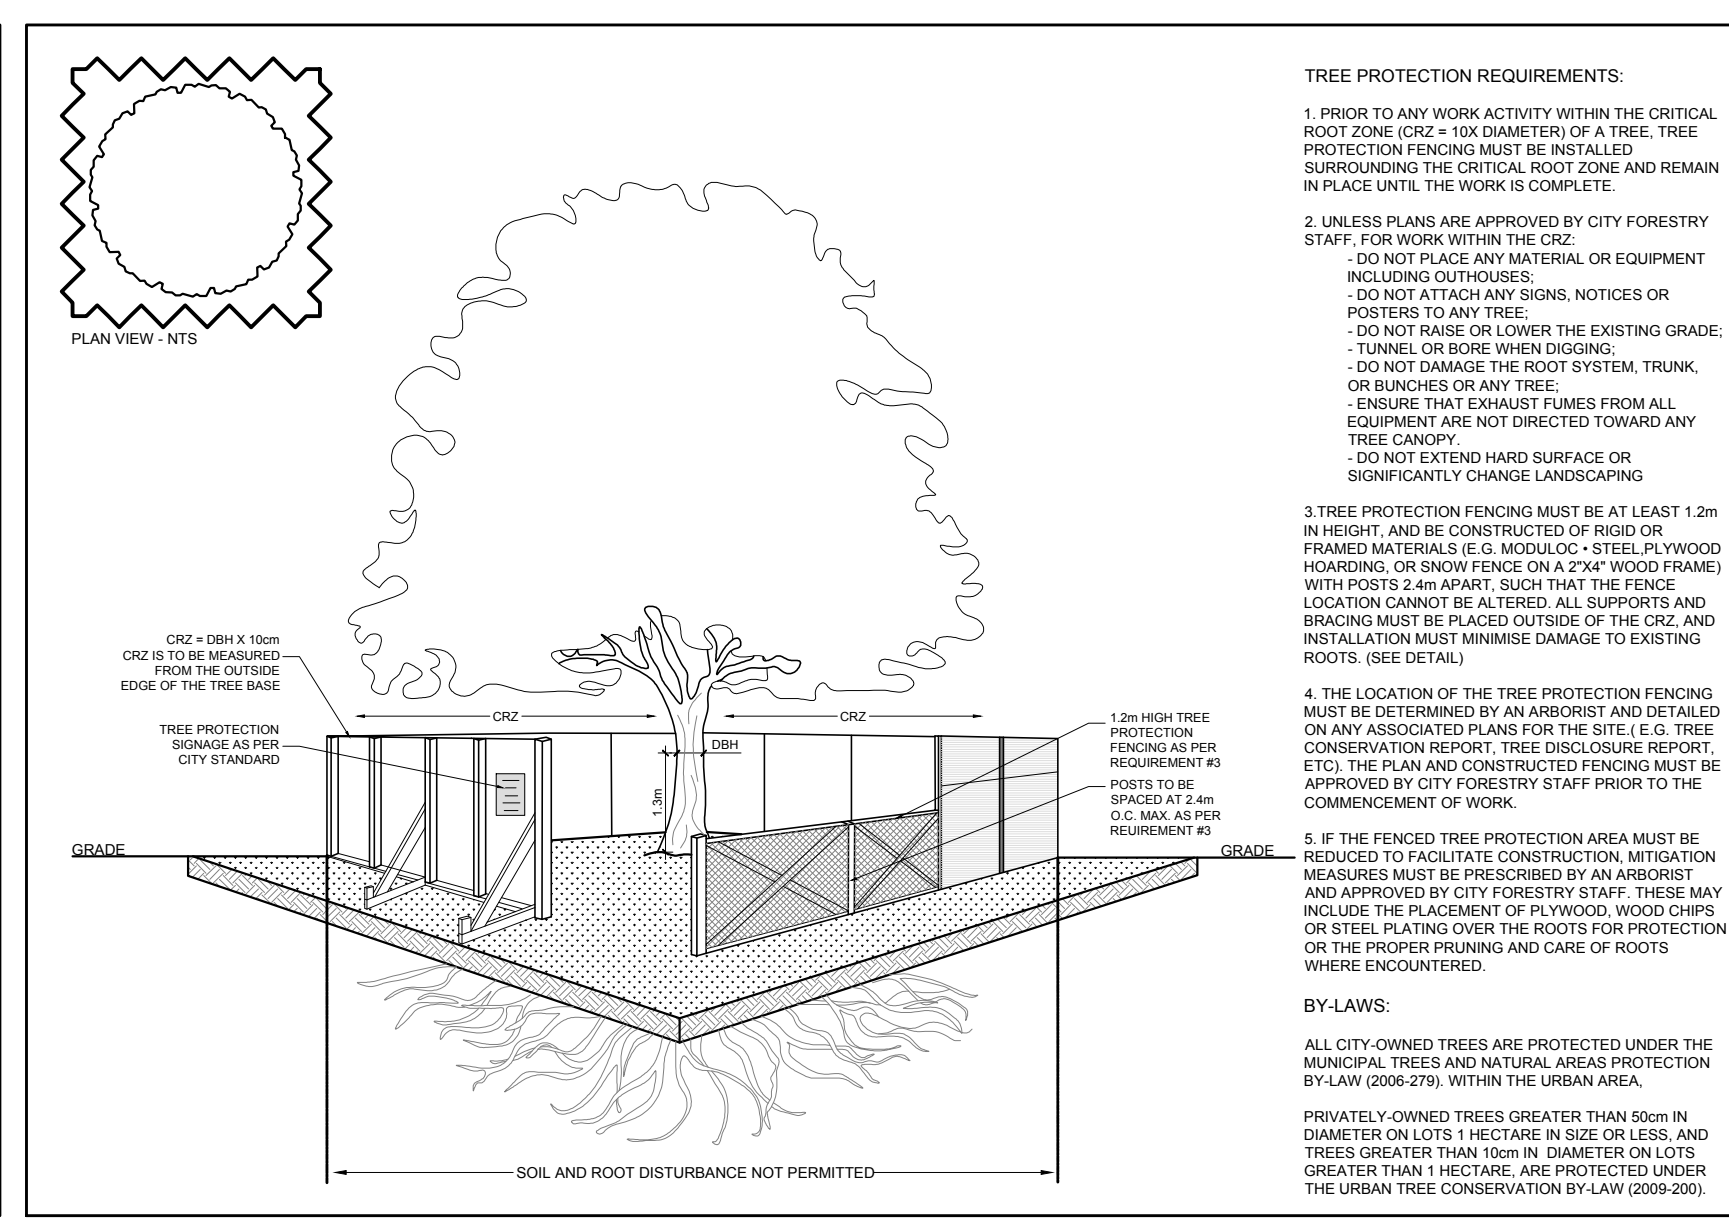 PLAN VIEW - NTS
CRZ = DBH X 10cm
CRZ IS TO BE MEASURED
FROM THE OUTSIDE
EDGE OF THE TREE BASE
TREE PROTECTION
SIGNAGE AS PER
CITY STANDARD
GRADE
CRZ
CRZ
DBH
1.3m
1.2m HIGH TREE
PROTECTION
FENCING AS PER
REQUIREMENT #3
POSTS TO BE
SPACED AT 2.4m
O.C. MAX. AS PER
REUIREMENT #3
GRADE
SOIL AND ROOT DISTURBANCE NOT PERMITTED
TREE PROTECTION REQUIREMENTS:
1. PRIOR TO ANY WORK ACTIVITY WITHIN THE CRITICAL
ROOT ZONE (CRZ = 10X DIAMETER) OF A TREE, TREE
PROTECTION FENCING MUST BE INSTALLED
SURROUNDING THE CRITICAL ROOT ZONE AND REMAIN
IN PLACE UNTIL THE WORK IS COMPLETE.
2. UNLESS PLANS ARE APPROVED BY CITY FORESTRY
STAFF, FOR WORK WITHIN THE CRZ:
- DO NOT PLACE ANY MATERIAL OR EQUIPMENT
INCLUDING OUTHOUSES;
- DO NOT ATTACH ANY SIGNS, NOTICES OR
POSTERS TO ANY TREE;
- DO NOT RAISE OR LOWER THE EXISTING GRADE;
- TUNNEL OR BORE WHEN DIGGING;
- DO NOT DAMAGE THE ROOT SYSTEM, TRUNK,
OR BUNCHES OR ANY TREE;
- ENSURE THAT EXHAUST FUMES FROM ALL
EQUIPMENT ARE NOT DIRECTED TOWARD ANY
TREE CANOPY.
- DO NOT EXTEND HARD SURFACE OR
SIGNIFICANTLY CHANGE LANDSCAPING
3.TREE PROTECTION FENCING MUST BE AT LEAST 1.2m
IN HEIGHT, AND BE CONSTRUCTED OF RIGID OR
FRAMED MATERIALS (E.G. MODULOC • STEEL,PLYWOOD
HOARDING, OR SNOW FENCE ON A 2"X4" WOOD FRAME)
WITH POSTS 2.4m APART, SUCH THAT THE FENCE
LOCATION CANNOT BE ALTERED. ALL SUPPORTS AND
BRACING MUST BE PLACED OUTSIDE OF THE CRZ, AND
INSTALLATION MUST MINIMISE DAMAGE TO EXISTING
ROOTS. (SEE DETAIL)
4. THE LOCATION OF THE TREE PROTECTION FENCING
MUST BE DETERMINED BY AN ARBORIST AND DETAILED
ON ANY ASSOCIATED PLANS FOR THE SITE.( E.G. TREE
CONSERVATION REPORT, TREE DISCLOSURE REPORT,
ETC). THE PLAN AND CONSTRUCTED FENCING MUST BE
APPROVED BY CITY FORESTRY STAFF PRIOR TO THE
COMMENCEMENT OF WORK.
5. IF THE FENCED TREE PROTECTION AREA MUST BE
REDUCED TO FACILITATE CONSTRUCTION, MITIGATION
MEASURES MUST BE PRESCRIBED BY AN ARBORIST
AND APPROVED BY CITY FORESTRY STAFF. THESE MAY
INCLUDE THE PLACEMENT OF PLYWOOD, WOOD CHIPS
OR STEEL PLATING OVER THE ROOTS FOR PROTECTION
OR THE PROPER PRUNING AND CARE OF ROOTS
WHERE ENCOUNTERED.
BY-LAWS:
ALL CITY-OWNED TREES ARE PROTECTED UNDER THE
MUNICIPAL TREES AND NATURAL AREAS PROTECTION
BY-LAW (2006-279). WITHIN THE URBAN AREA,
PRIVATELY-OWNED TREES GREATER THAN 50cm IN
DIAMETER ON LOTS 1 HECTARE IN SIZE OR LESS, AND
TREES GREATER THAN 10cm IN DIAMETER ON LOTS
GREATER THAN 1 HECTARE, ARE PROTECTED UNDER
THE URBAN TREE CONSERVATION BY-LAW (2009-200).